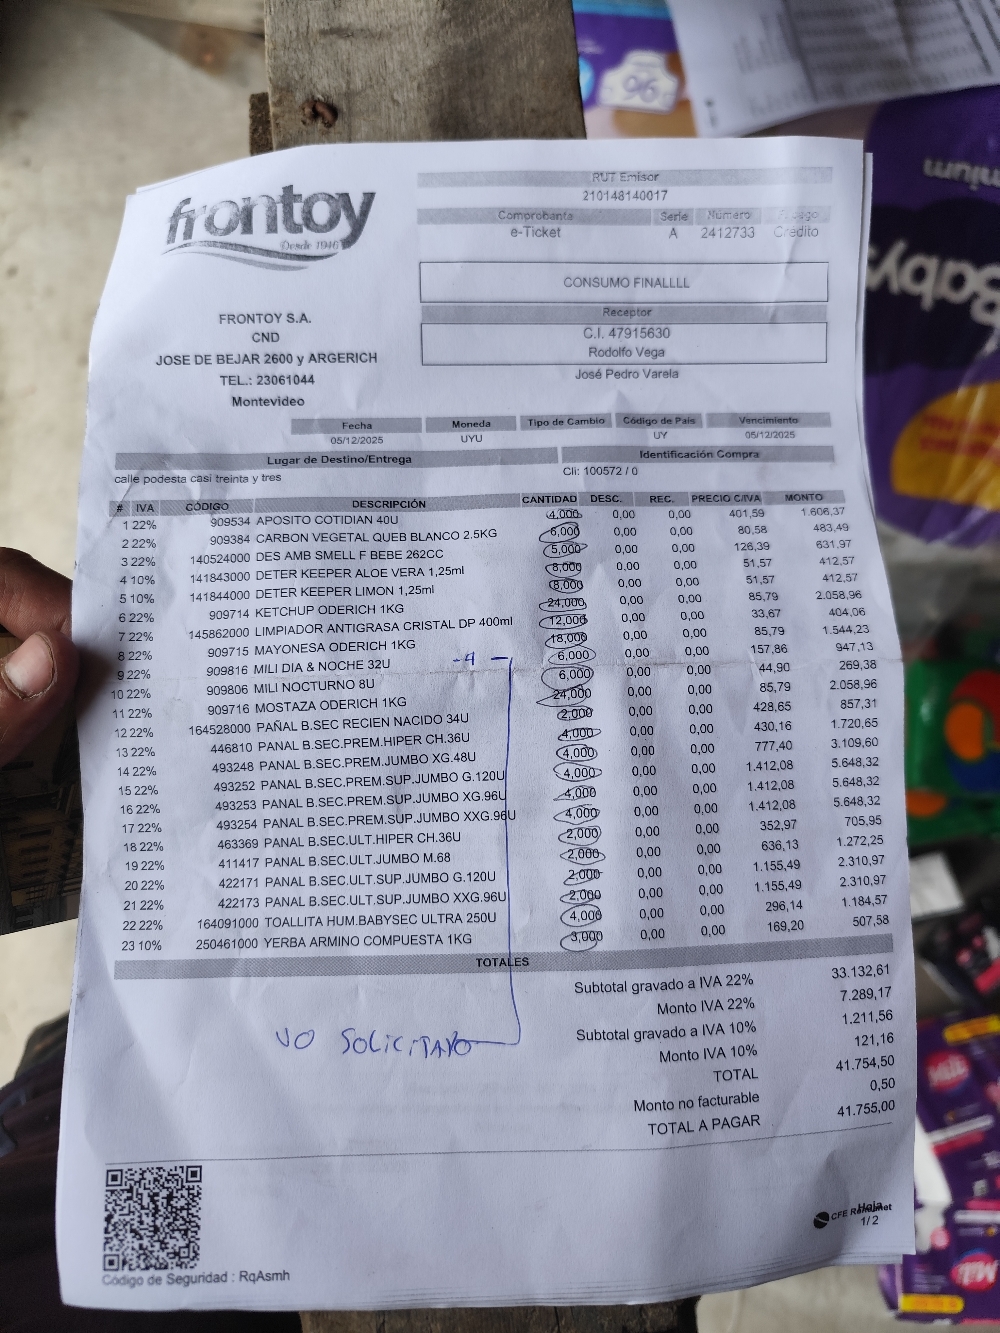 96
frontoy
Desde 1946
RUT Emisor
210148140017
Comprobante Serie Número
e-Ticket A 2412733 Crédito
CONSUMO FINALLLL
Receptor
C.I. 47915630
Rodolfo Vega
José Pedro Varela
FRONTOY S.A.
CND
JOSE DE BEJAR 2600 y ARGERICH
TEL.: 23061044
Montevideo
Fecha Moneda Tipo de Cambio Código de País Vencimiento
05/12/2025 UYU UY 05/12/2025
Lugar de Destino/Entrega Identificación Compra
calle podesta casi treinta y tres Cli: 100572 / 0
# IVA CÓDIGO DESCRIPCIÓN CANTIDAD DESC. REC. PRECIO C/IVA MONTO
1 22% 909534 APOSITO COTIDIAN 40U 4,000 0,00 0,00 401,59 1.606,37
2 22% 909384 CARBON VEGETAL QUEB BLANCO 2.5KG 6,000 0,00 0,00 80,58 483,49
3 22% 140524000 DES AMB SMELL F BEBE 262CC 5,000 0,00 0,00 126,39 631,97
4 10% 141843000 DETER KEEPER ALOE VERA 1,25ml 8,000 0,00 0,00 51,57 412,57
5 10% 141844000 DETER KEEPER LIMON 1,25ml 8,000 0,00 0,00 51,57 412,57
6 22% 909714 KETCHUP ODERICH 1KG 24,000 0,00 0,00 85,79 2.058,96
7 22% 145862000 LIMPIADOR ANTIGRASA CRISTAL DP 400ml 12,000 0,00 0,00 33,67 404,06
8 22% 909715 MAYONESA ODERICH 1KG 18,000 0,00 0,00 85,79 1.544,23
9 22% 909816 MILI DIA & NOCHE 32U -4 6,000 0,00 0,00 157,86 947,13
10 22% 909806 MILI NOCTURNO 8U 6,000 0,00 0,00 44,90 269,38
11 22% 909716 MOSTAZA ODERICH 1KG 24,000 0,00 0,00 85,79 2.058,96
12 22% 164528000 PAÑAL B.SEC RECIEN NACIDO 34U 2,000 0,00 0,00 428,65 857,31
13 22% 446810 PANAL B.SEC.PREM.HIPER CH.36U 4,000 0,00 0,00 430,16 1.720,65
14 22% 493248 PANAL B.SEC.PREM.JUMBO XG.48U 4,000 0,00 0,00 777,40 3.109,60
15 22% 493252 PANAL B.SEC.PREM.SUP.JUMBO G.120U 4,000 0,00 0,00 1.412,08 5.648,32
16 22% 493253 PANAL B.SEC.PREM.SUP.JUMBO XG.96U 4,000 0,00 0,00 1.412,08 5.648,32
17 22% 493254 PANAL B.SEC.PREM.SUP.JUMBO XXG.96U 4,000 0,00 0,00 1.412,08 5.648,32
18 22% 463369 PANAL B.SEC.ULT.HIPER CH.36U 2,000 0,00 0,00 352,97 705,95
19 22% 411417 PANAL B.SEC.ULT.JUMBO M.68 2,000 0,00 0,00 636,13 1.272,25
20 22% 422171 PANAL B.SEC.ULT.SUP.JUMBO G.120U 2,000 0,00 0,00 1.155,49 2.310,97
21 22% 422173 PANAL B.SEC.ULT.SUP.JUMBO XXG.96U 2,000 0,00 0,00 1.155,49 2.310,97
22 22% 164091000 TOALLITA HUM.BABYSEC ULTRA 250U 4,000 0,00 0,00 296,14 1.184,57
23 10% 250461000 YERBA ARMINO COMPUESTA 1KG 3,000 0,00 0,00 169,20 507,58
TOTALES
Subtotal gravado a IVA 22% 33.132,61
Monto IVA 22% 7.289,17
Subtotal gravado a IVA 10% 1.211,56
Monto IVA 10% 121,16
TOTAL 41.754,50
Monto no facturable 0,50
TOTAL A PAGAR 41.755,00
NO SOLICITADO
Código de Seguridad : RqAsmh
CFE
Hoja
1/ 2
Babys
mium
Mili
Mili